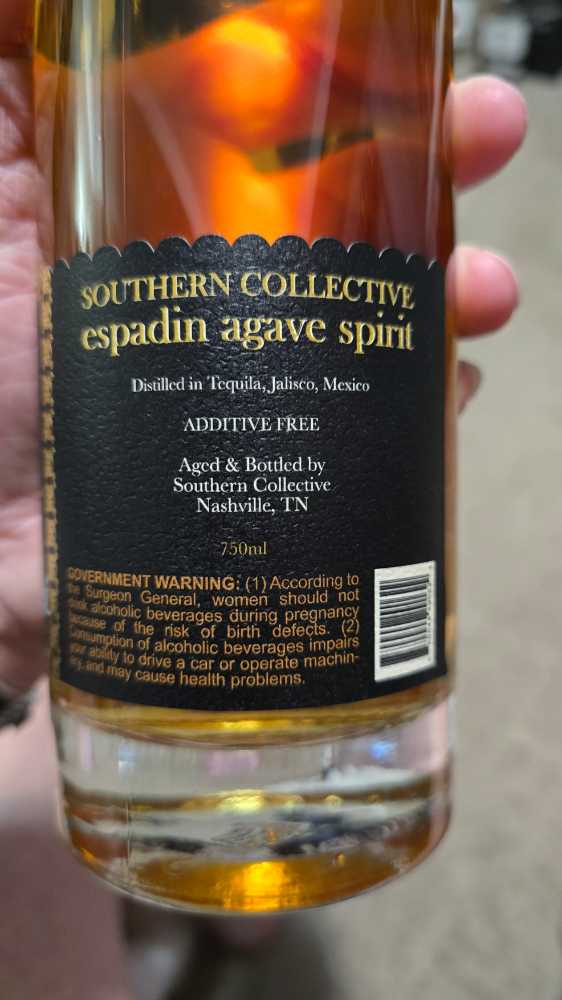 SOUTHERN COLLECTIVE
espadin agave spirit
Distilled in Tequila, Jalisco, Mexico
ADDITIVE FREE
Aged & Bottled by
Southern Collective
Nashville, TN
750ml
GOVERNMENT WARNING: (1) According to
the Surgeon General, women should not
drink alcoholic beverages during pregnancy
because of the risk of birth defects. (2)
Consumption of alcoholic beverages impairs
your ability to drive a car or operate machin-
ery, and may cause health problems.